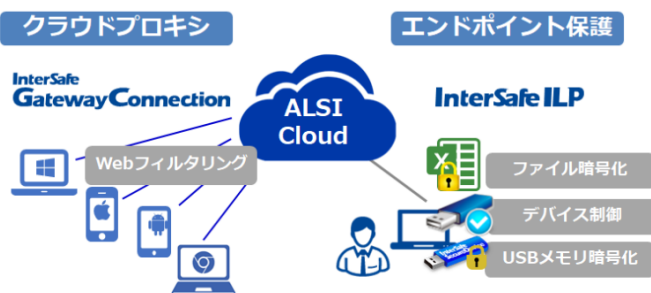 クラウドプロキシ
エンドポイント保護
InterSafe
GatewayConnection
ALSI
Cloud
InterSafe ILP
Webフィルタリング
ファイル暗号化
デバイス制御
USBメモリ暗号化